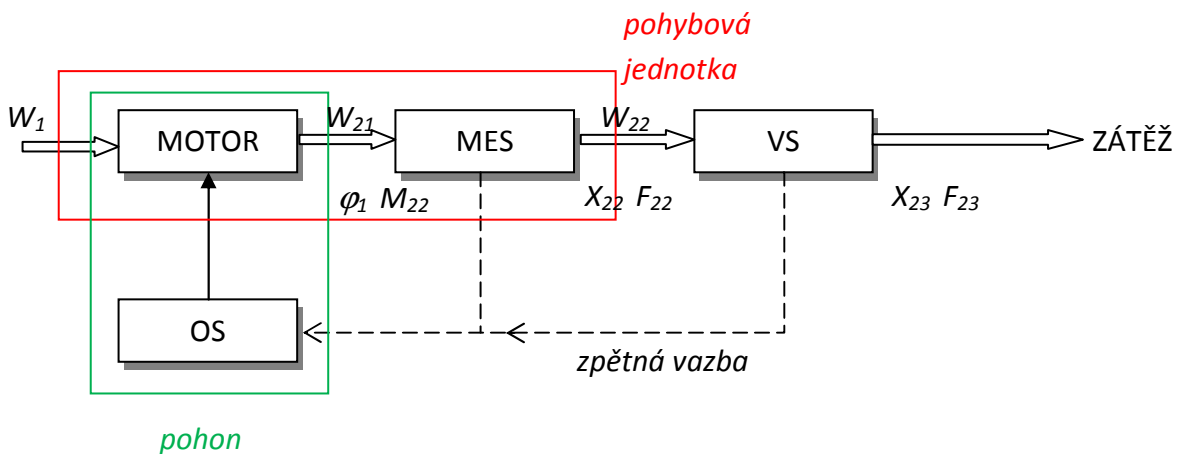 pohybová
jednotka
W1 W21 W22
MOTOR MES VS ZÁTĚŽ
φ1 M22 X22 F22 X23 F23
OS
zpětná vazba
pohon